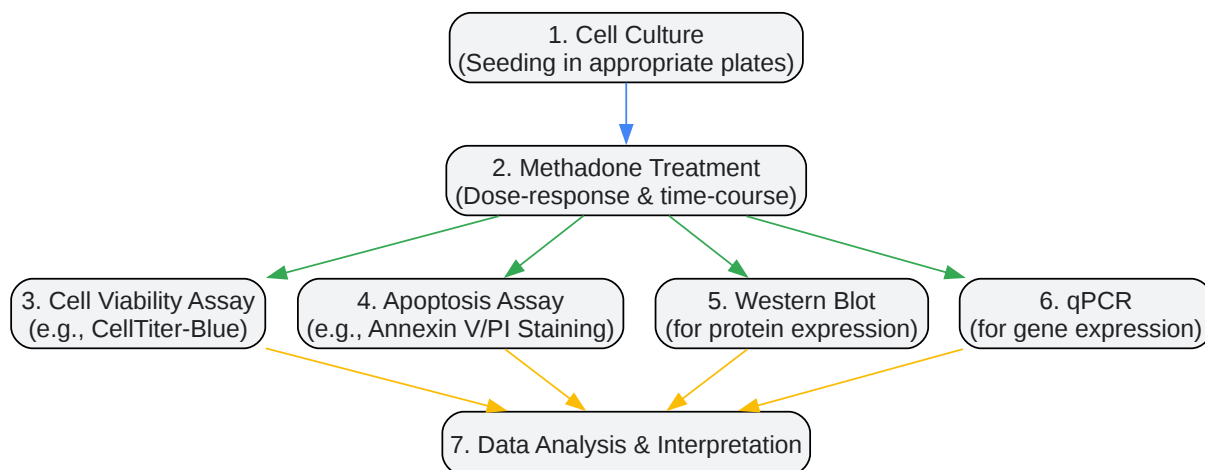 1. Cell Culture
(Seeding in appropriate plates)
2. Methadone Treatment
(Dose-response & time-course)
3. Cell Viability Assay
(e.g., CellTiter-Blue)
4. Apoptosis Assay
(e.g., Annexin V/PI Staining)
5. Western Blot
(for protein expression)
6. qPCR
(for gene expression)
7. Data Analysis & Interpretation